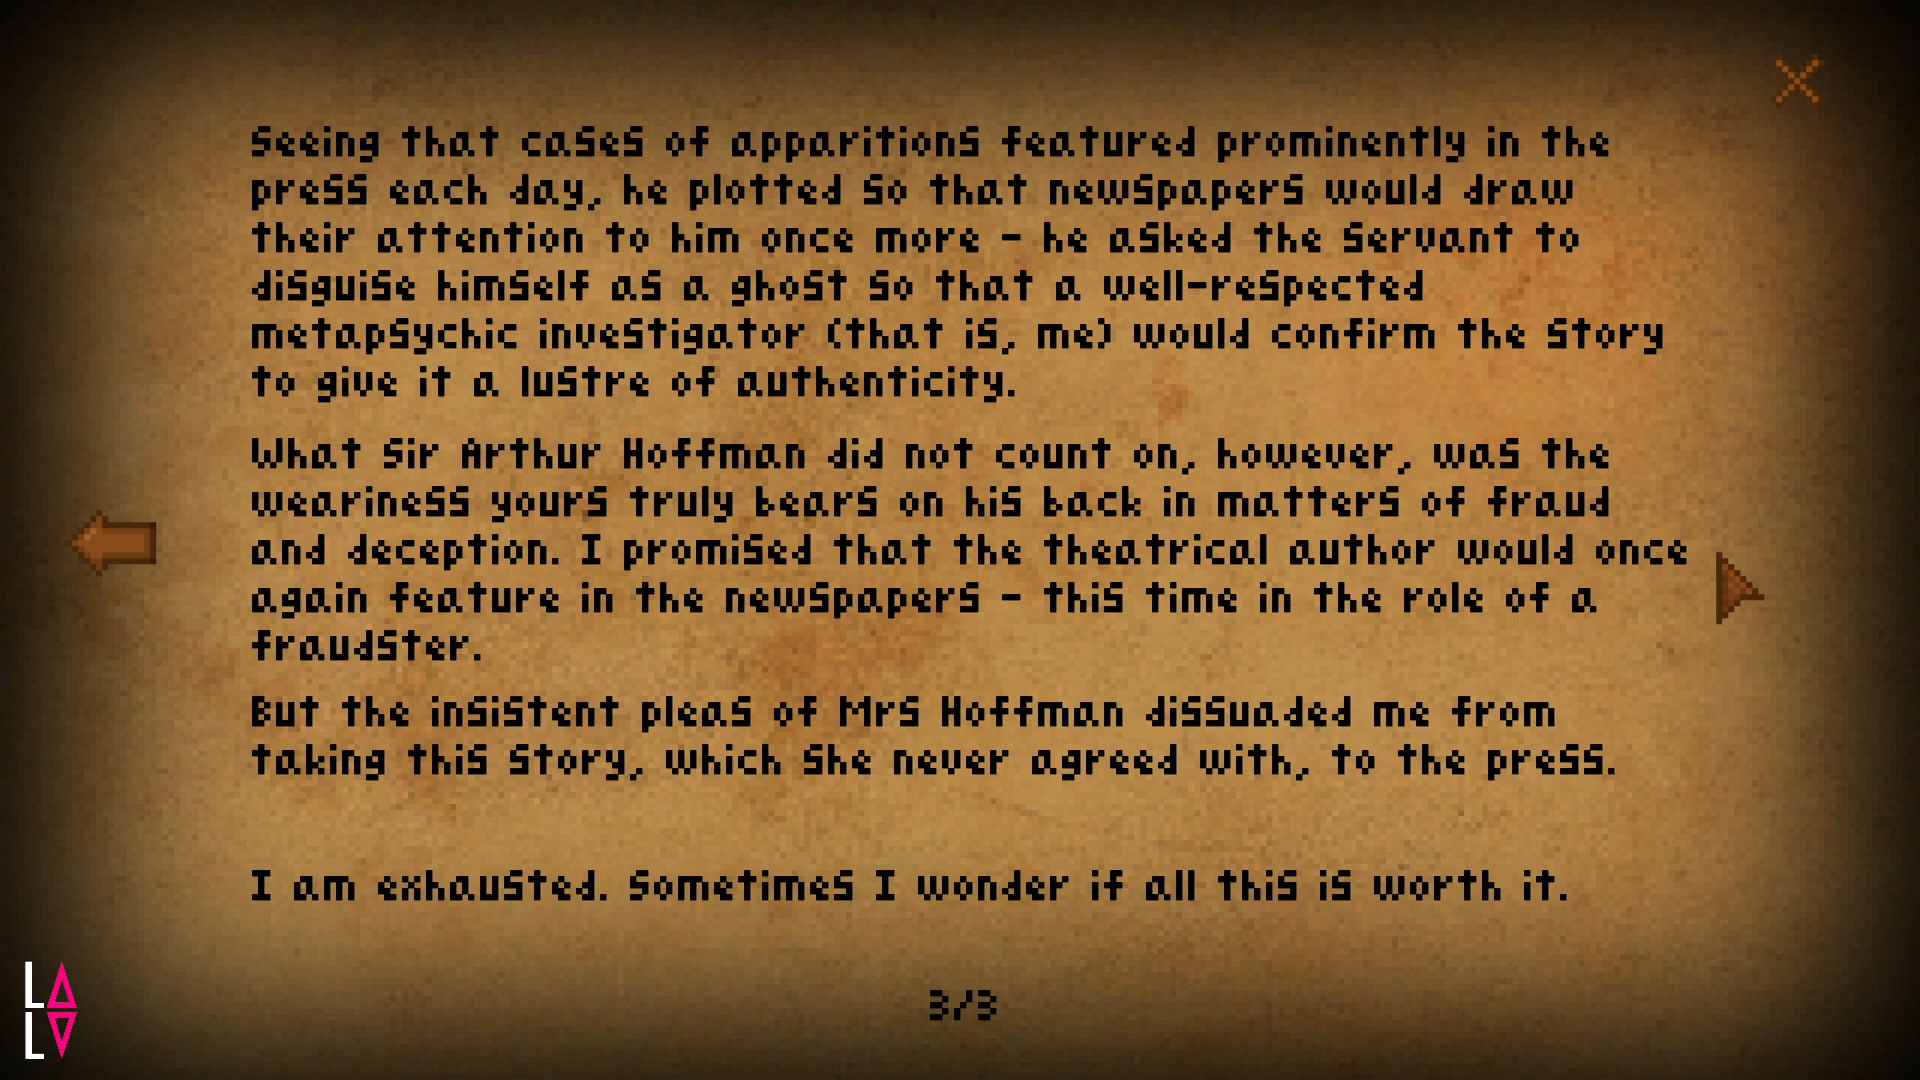 Seeing that cases of apparitions featured prominently in the
press each day, he plotted so that newspapers would draw
their attention to him once more - he asked the servant to
disguise himself as a ghost so that a well-respected
metapsychic investigator (that is, me) would confirm the story
to give it a lustre of authenticity.
What Sir Arthur Hoffman did not count on, however, was the
weariness yours truly bears on his back in matters of fraud
and deception. I promised that the theatrical author would once
again feature in the newspapers - this time in the role of a
fraudster.
But the insistent pleas of Mrs Hoffman dissuaded me from
taking this story, which she never agreed with, to the press.
I am exhausted. Sometimes I wonder if all this is worth it.
3/3